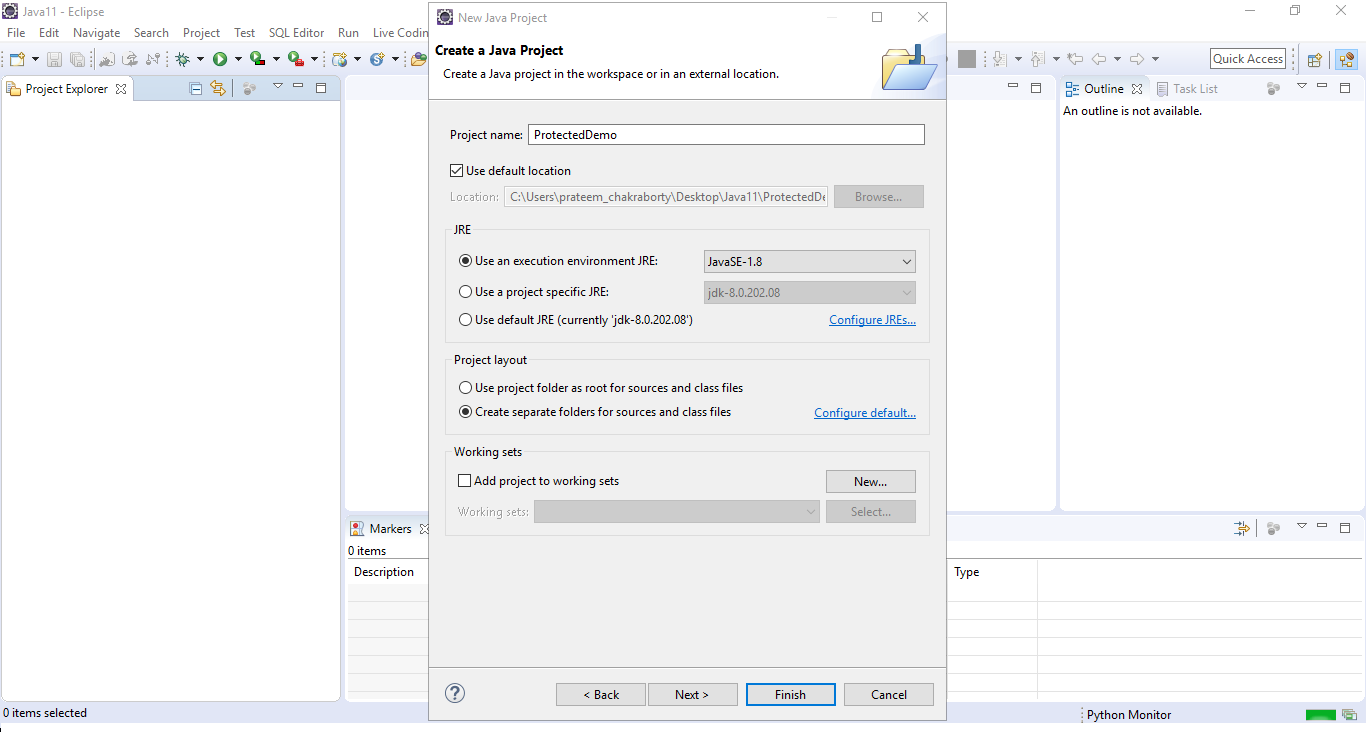 Java11 - Eclipse
File Edit Navigate Search Project Test SQL Editor Run Live Codin
Quick Access
Project Explorer
Outline
Task List
An outline is not available.
New Java Project
Create a Java Project
Create a Java project in the workspace or in an external location.
Project name: ProtectedDemo
Use default location
Location: C:\Users\prateem_chakraborty\Desktop\Java11\ProtectedDe
Browse...
JRE
Use an execution environment JRE: JavaSE-1.8
Use a project specific JRE: jdk-8.0.202.08
Use default JRE (currently 'jdk-8.0.202.08') Configure JREs...
Project layout
Use project folder as root for sources and class files
Create separate folders for sources and class files Configure default...
Working sets
Add project to working sets New...
Working sets: Select...
< Back Next > Finish Cancel
Markers
0 items
Description Type
0 items selected
Python Monitor